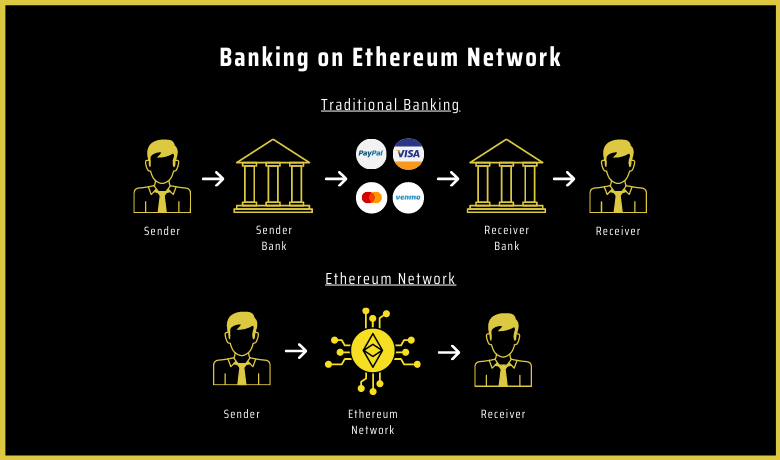 Banking on Ethereum Network
Traditional Banking
PayPal
VISA
venmo
Sender
Sender
Bank
Receiver
Bank
Receiver
Ethereum Network
Sender
Ethereum
Network
Receiver